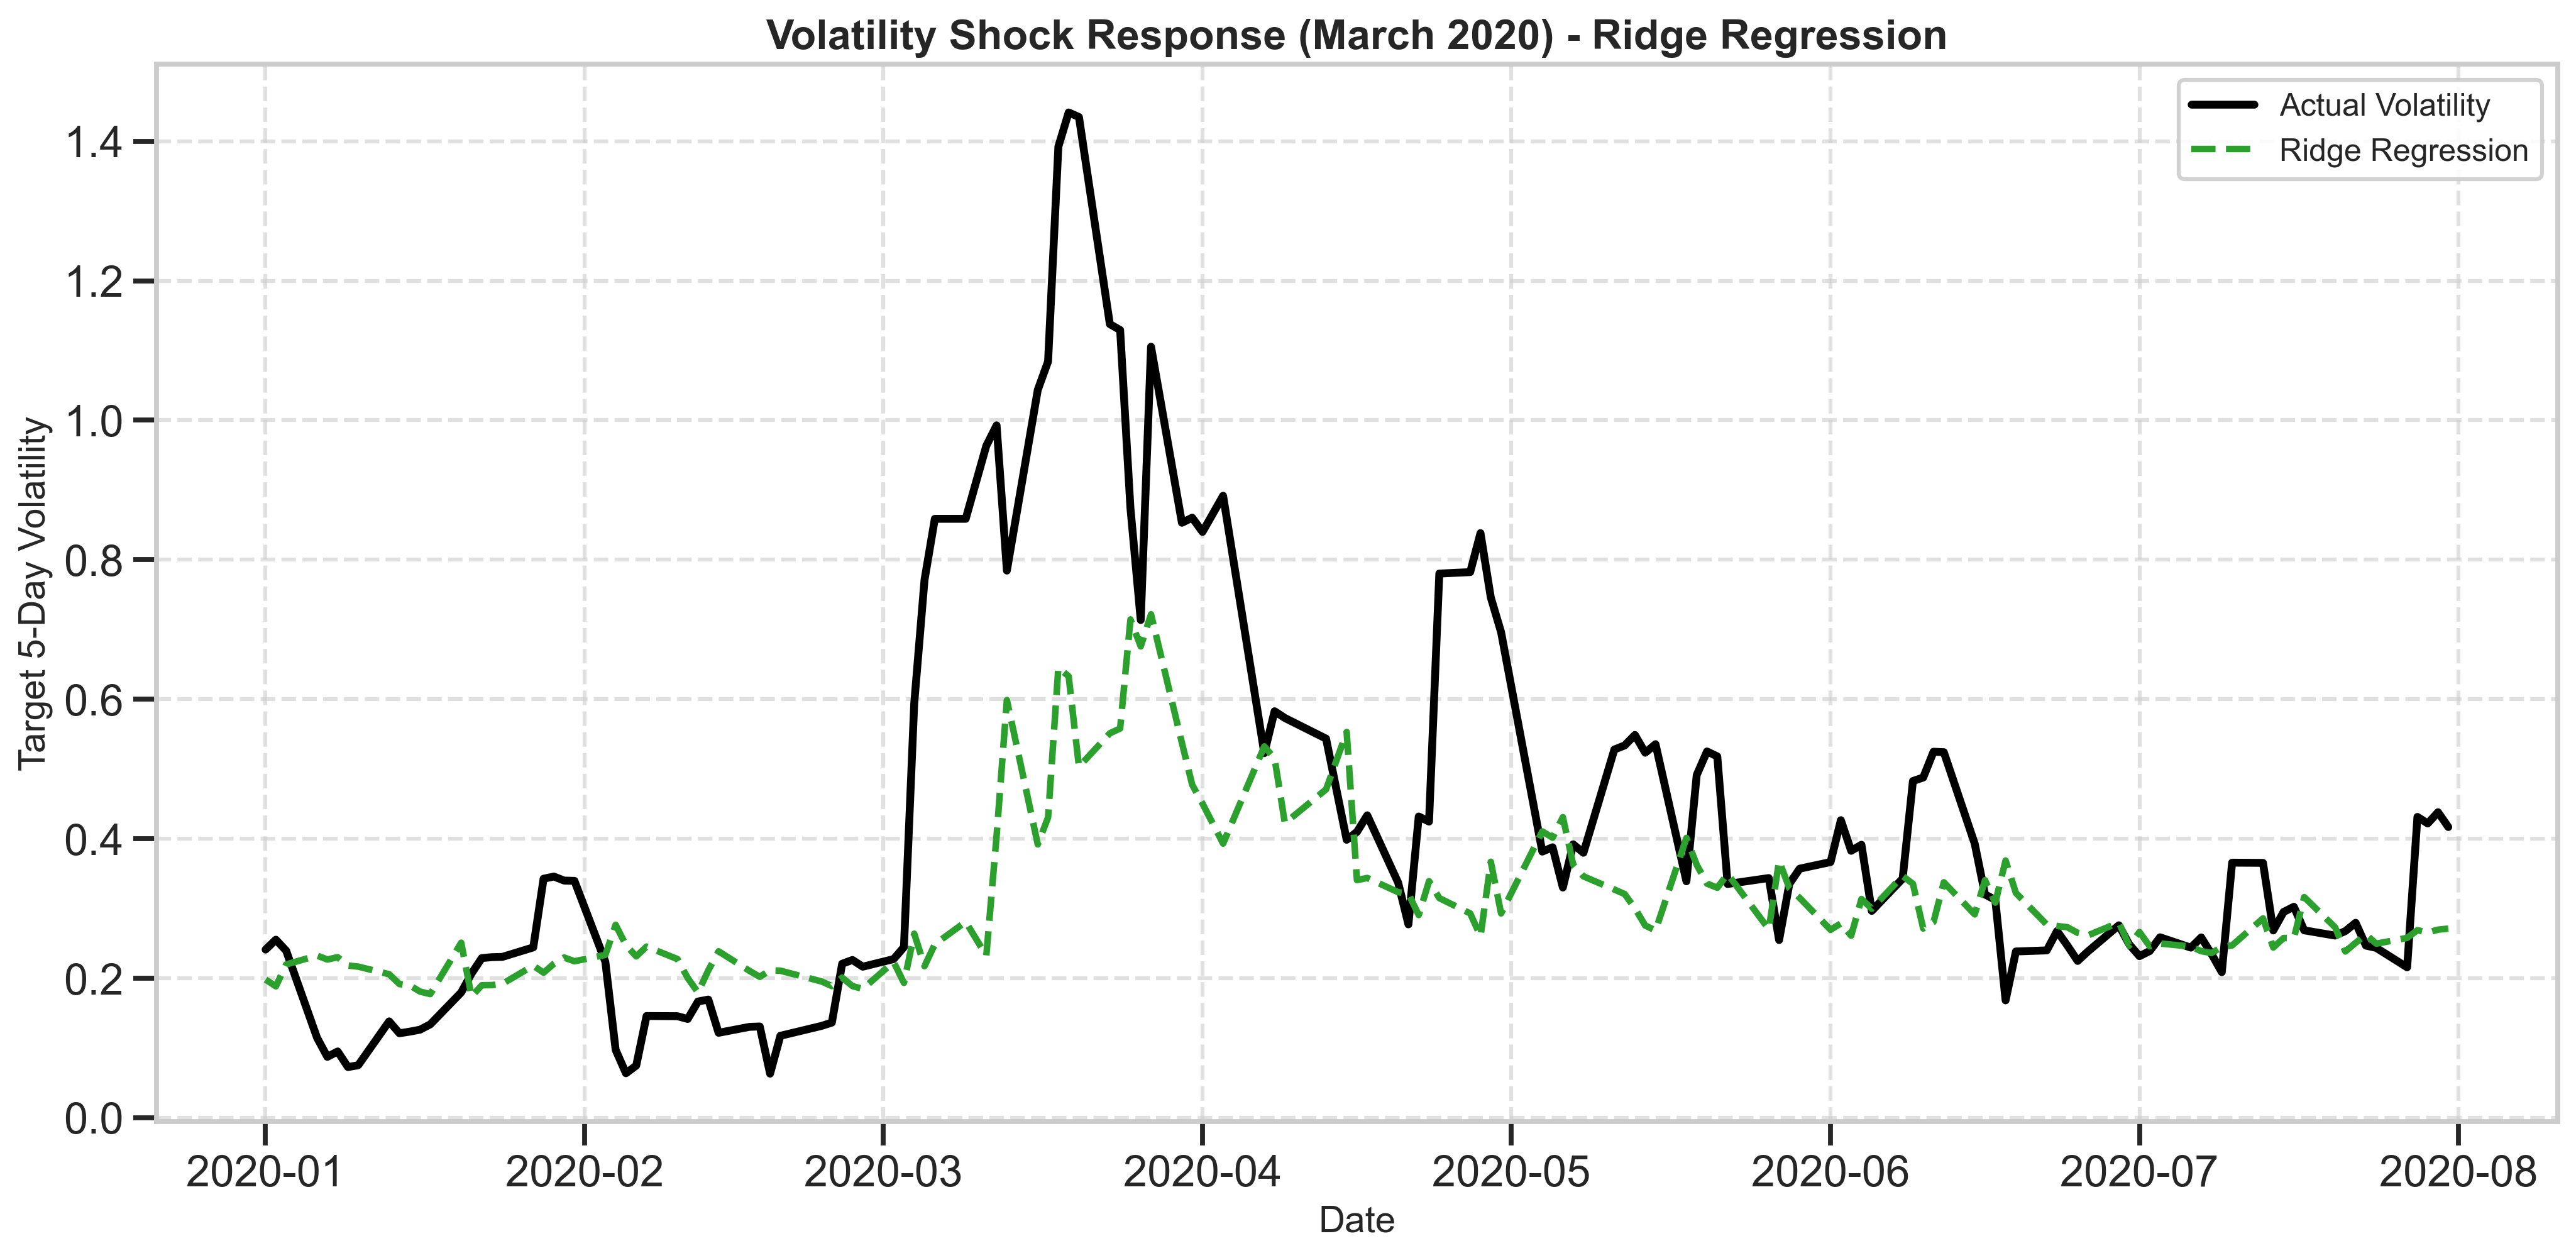 Volatility Shock Response (March 2020) - Ridge Regression
Actual Volatility
Ridge Regression
Target 5-Day Volatility
1.4
1.2
1.0
0.8
0.6
0.4
0.2
0.0
2020-01 2020-02 2020-03 2020-04 2020-05 2020-06 2020-07 2020-08
Date